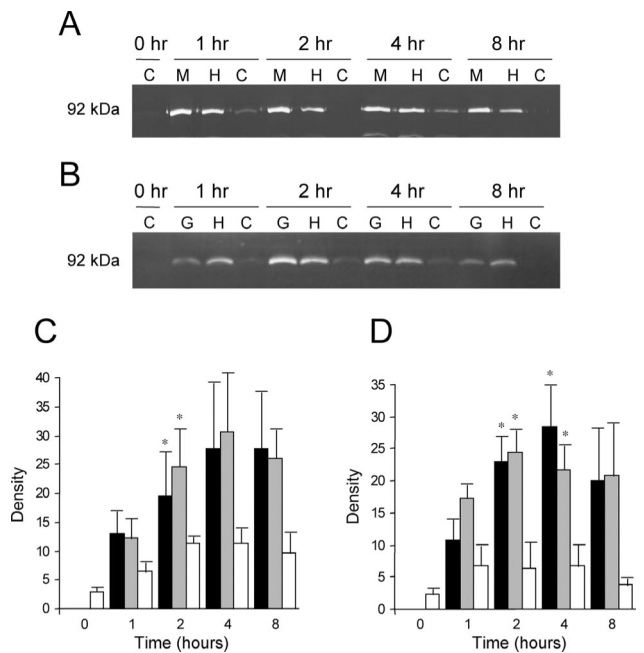 A
0 hr 1 hr 2 hr 4 hr 8 hr
C M H C M H C M H C M H C
92 kDa
B
0 hr 1 hr 2 hr 4 hr 8 hr
C G H C G H C G H C G H C
92 kDa
C
40
35
30
25
20
15
10
5
0
Density
* *
0 1 2 4 8
Time (hours)
D
35
30
25
20
15
10
5
0
Density
* * * *
0 1 2 4 8
Time (hours)